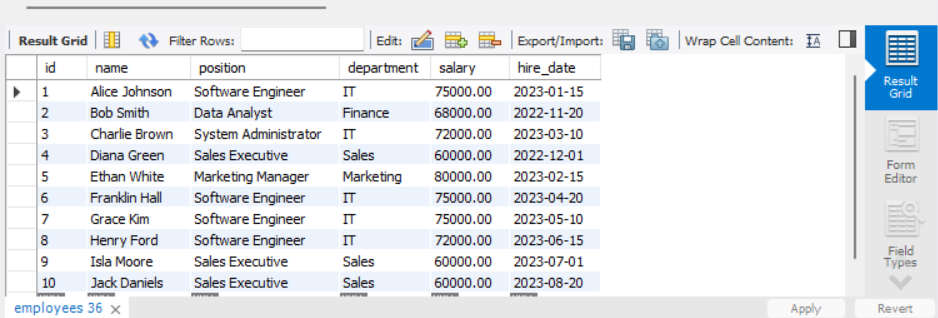 Result Grid Filter Rows: Edit: Export/Import: Wrap Cell Content: IA
id name position department salary hire_date
1 Alice Johnson Software Engineer IT 75000.00 2023-01-15
2 Bob Smith Data Analyst Finance 68000.00 2022-11-20
3 Charlie Brown System Administrator IT 72000.00 2023-03-10
4 Diana Green Sales Executive Sales 60000.00 2022-12-01
5 Ethan White Marketing Manager Marketing 80000.00 2023-02-15
6 Franklin Hall Software Engineer IT 75000.00 2023-04-20
7 Grace Kim Software Engineer IT 75000.00 2023-05-10
8 Henry Ford Software Engineer IT 72000.00 2023-06-15
9 Isla Moore Sales Executive Sales 60000.00 2023-07-01
10 Jack Daniels Sales Executive Sales 60000.00 2023-08-20
Result
Grid
Form
Editor
Field
Types
employees 36 Apply Revert